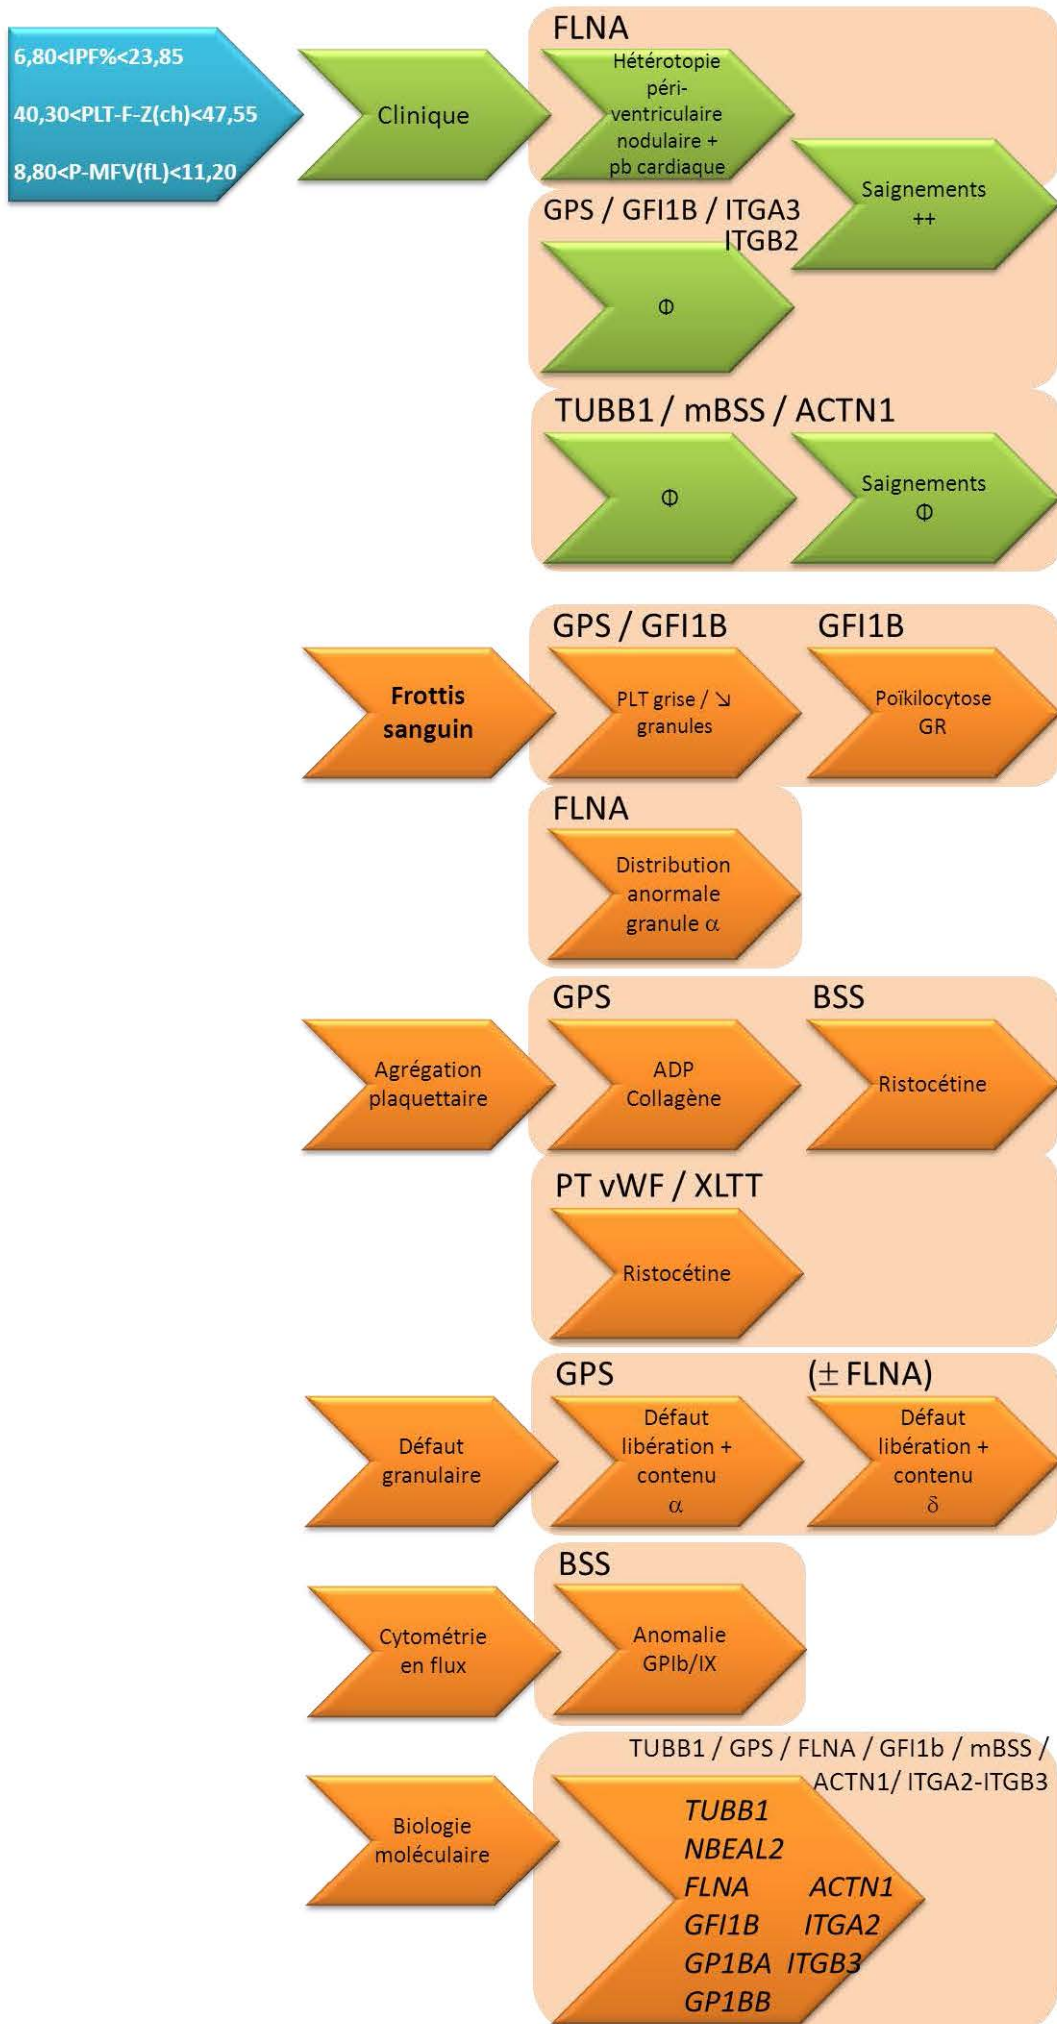 6,80<IPF%<23,85
40,30<PLT-F-Z(ch)<47,55
8,80<P-MFV(fL)<11,20
Clinique
FLNA
Hétérotopie
péri-
ventriculaire
nodulaire +
pb cardiaque
Saignements
++
GPS / GFI1B / ITGA3
ITGB2
Φ
TUBB1 / mBSS / ACTN1
Φ
Saignements
Φ
Frottis
sanguin
GPS / GFI1B
PLT grise / ↘
granules
GFI1B
Poïkilocytose
GR
FLNA
Distribution
anormale
granule α
Agrégation
plaquettaire
GPS
ADP
Collagène
BSS
Ristocétine
PT vWF / XLTT
Ristocétine
Défaut
granulaire
GPS
Défaut
libération +
contenu
α
(± FLNA)
Défaut
libération +
contenu
δ
Cytométrie
en flux
BSS
Anomalie
GPIb/IX
Biologie
moléculaire
TUBB1 / GPS / FLNA / GFI1b / mBSS /
ACTN1/ ITGA2-ITGB3
TUBB1
NBEAL2
FLNA ACTN1
GFI1B ITGA2
GP1BA ITGB3
GP1BB